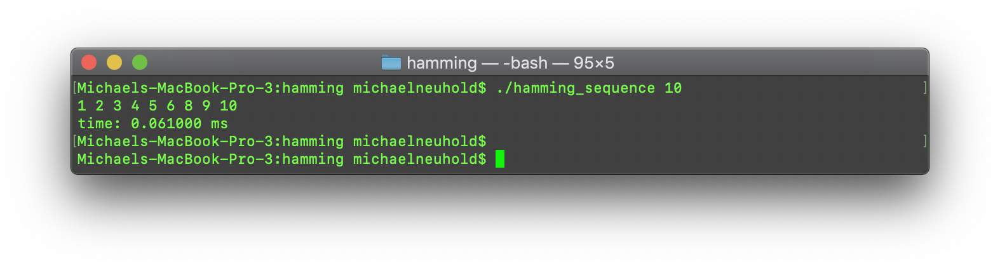 hamming — -bash — 95×5
[Michaels-MacBook-Pro-3:hamming michaelneuhold$ ./hamming_sequence 10 ]
1 2 3 4 5 6 8 9 10
time: 0.061000 ms
[Michaels-MacBook-Pro-3:hamming michaelneuhold$ ]
Michaels-MacBook-Pro-3:hamming michaelneuhold$